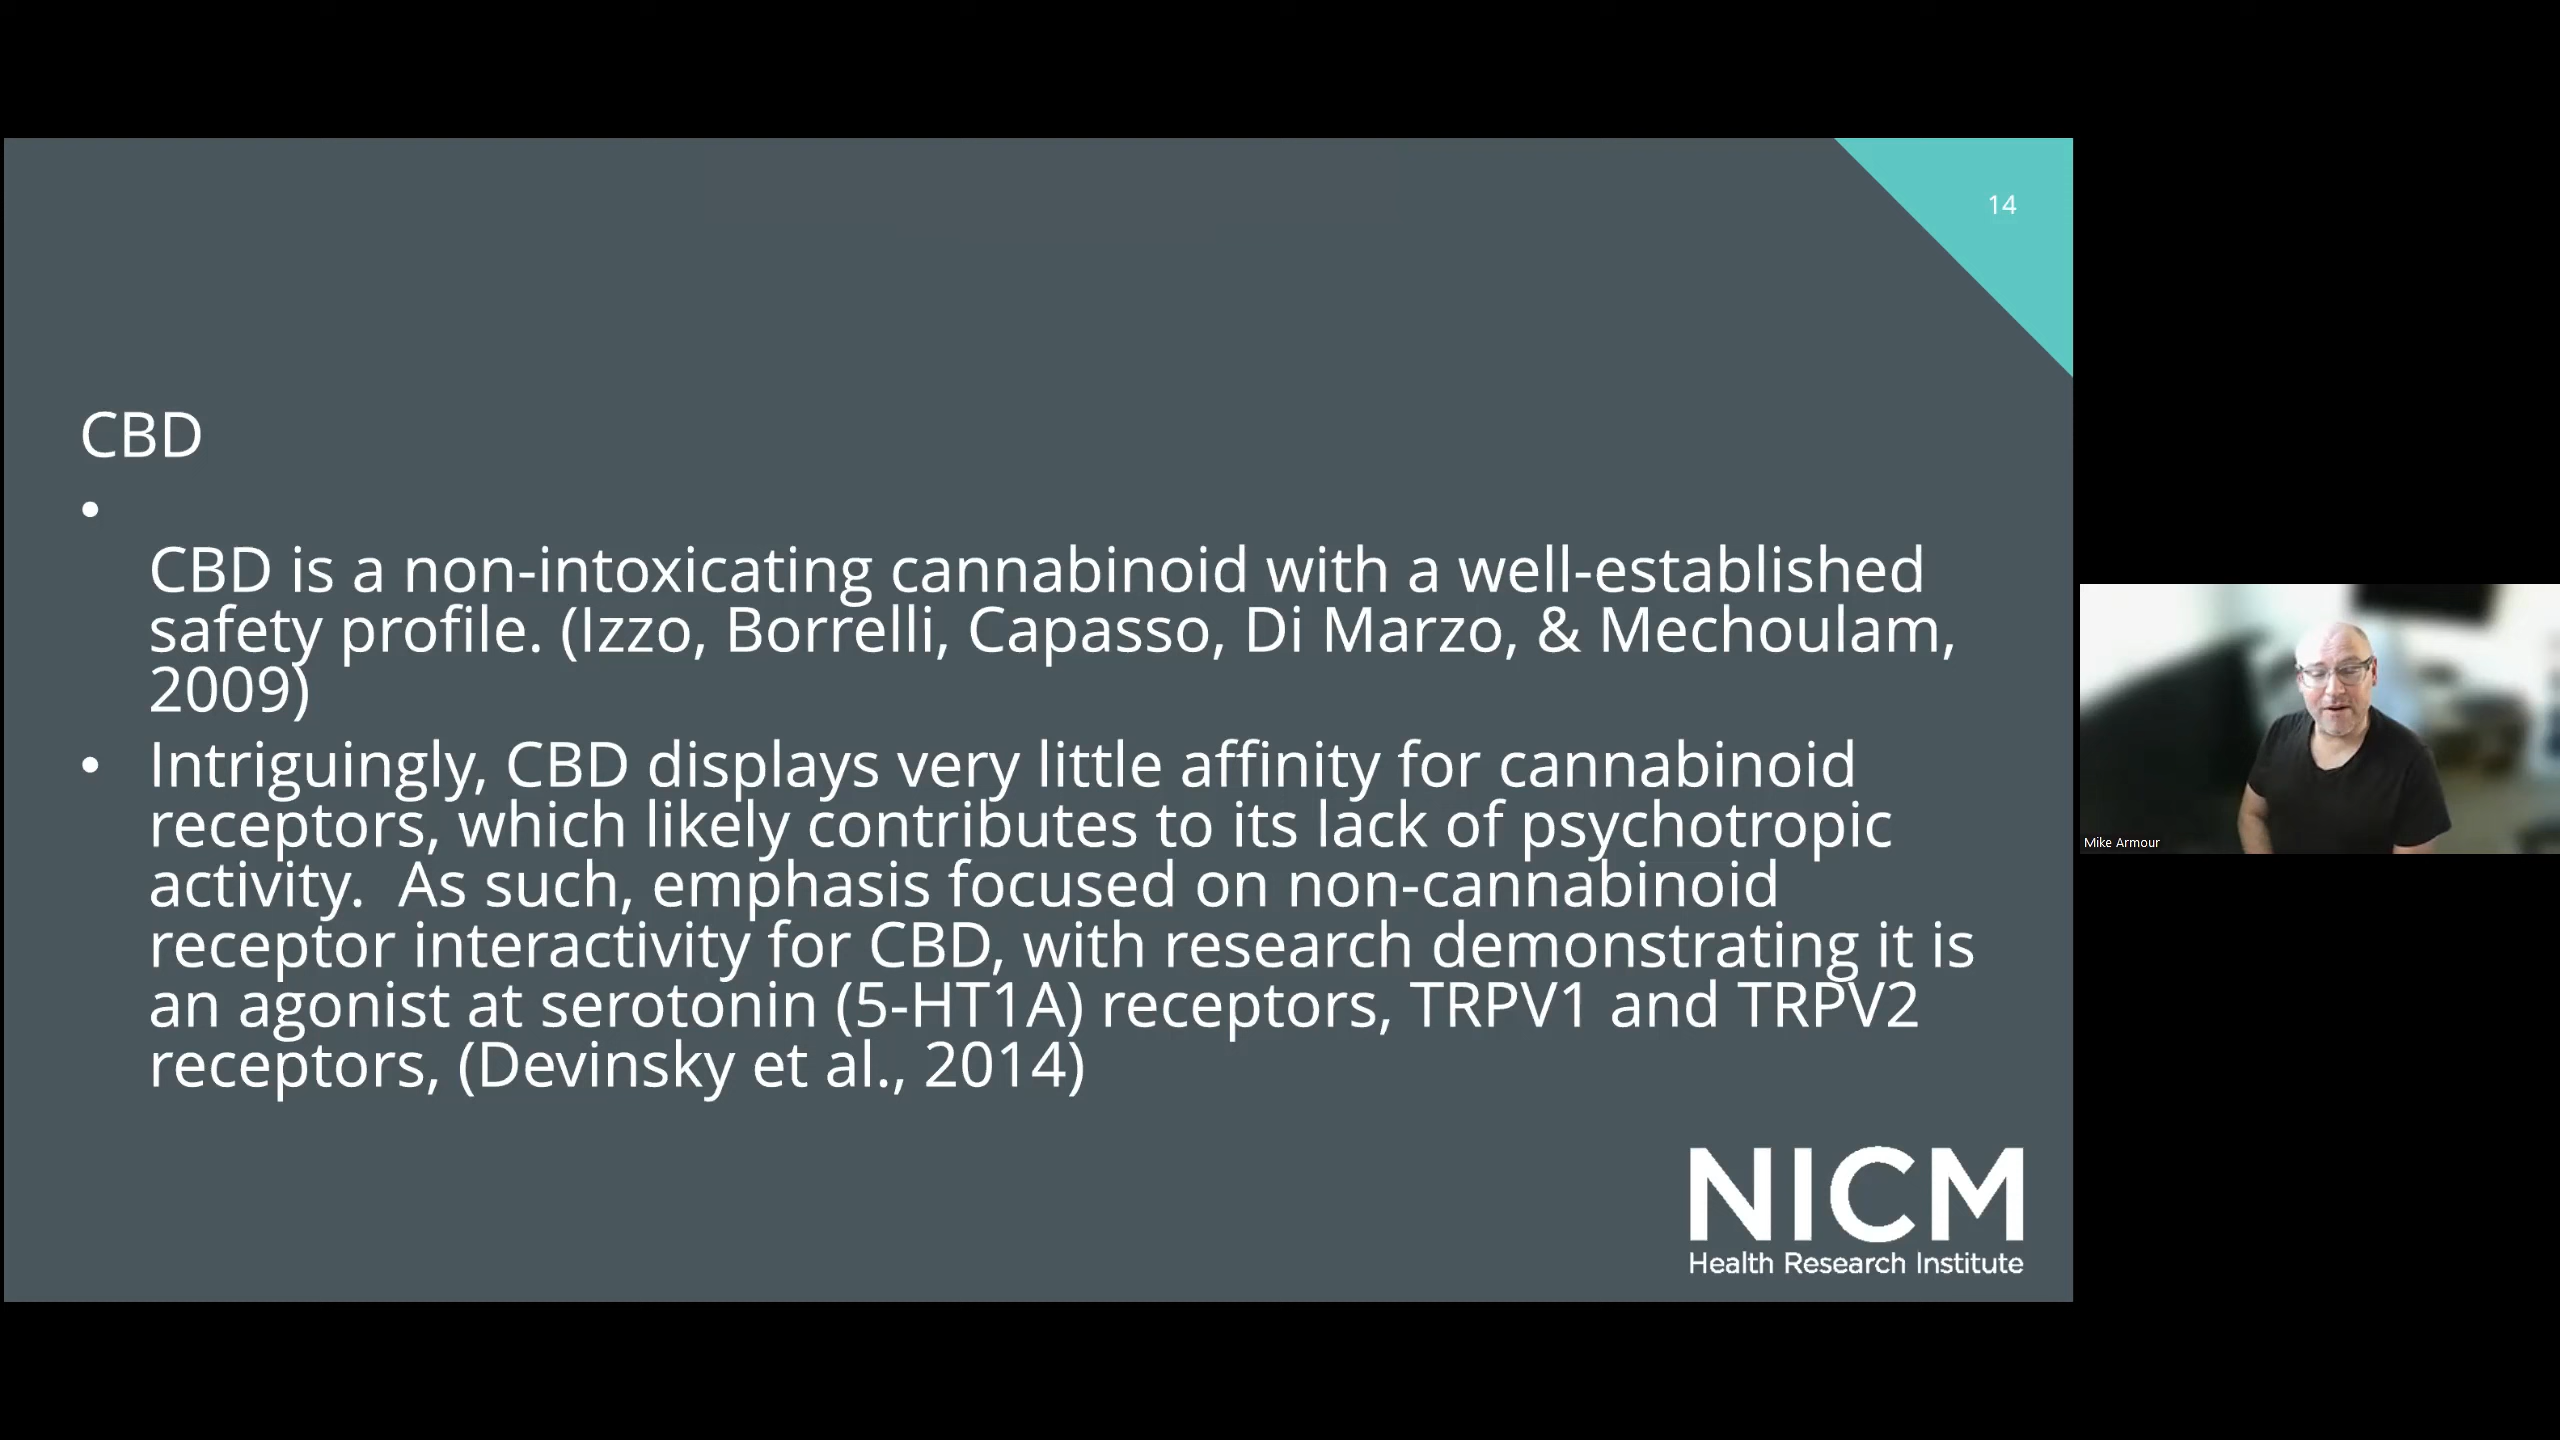 14
CBD
•
CBD is a non-intoxicating cannabinoid with a well-established
safety profile. (Izzo, Borrelli, Capasso, Di Marzo, & Mechoulam,
2009)
• Intriguingly, CBD displays very little affinity for cannabinoid
receptors, which likely contributes to its lack of psychotropic
activity.  As such, emphasis focused on non-cannabinoid
receptor interactivity for CBD, with research demonstrating it is
an agonist at serotonin (5-HT1A) receptors, TRPV1 and TRPV2
receptors, (Devinsky et al., 2014)
NICM
Health Research Institute
Mike Armour